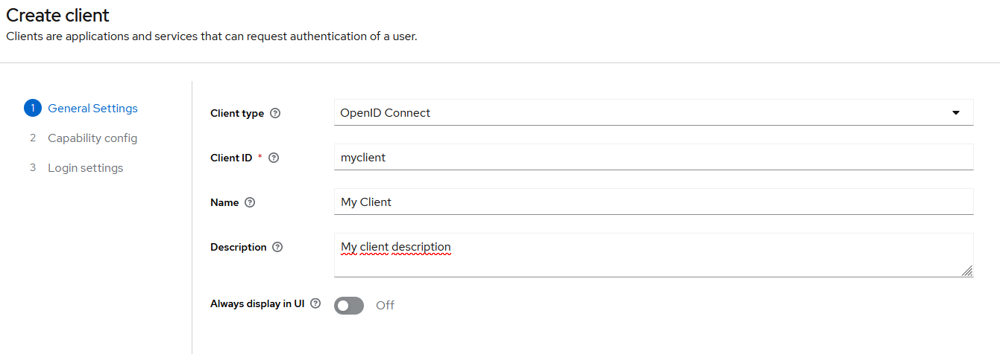 Create client
Clients are applications and services that can request authentication of a user.
1 General Settings
2 Capability config
3 Login settings
Client type
OpenID Connect
Client ID *
myclient
Name
My Client
Description
My client description
Always display in UI
Off